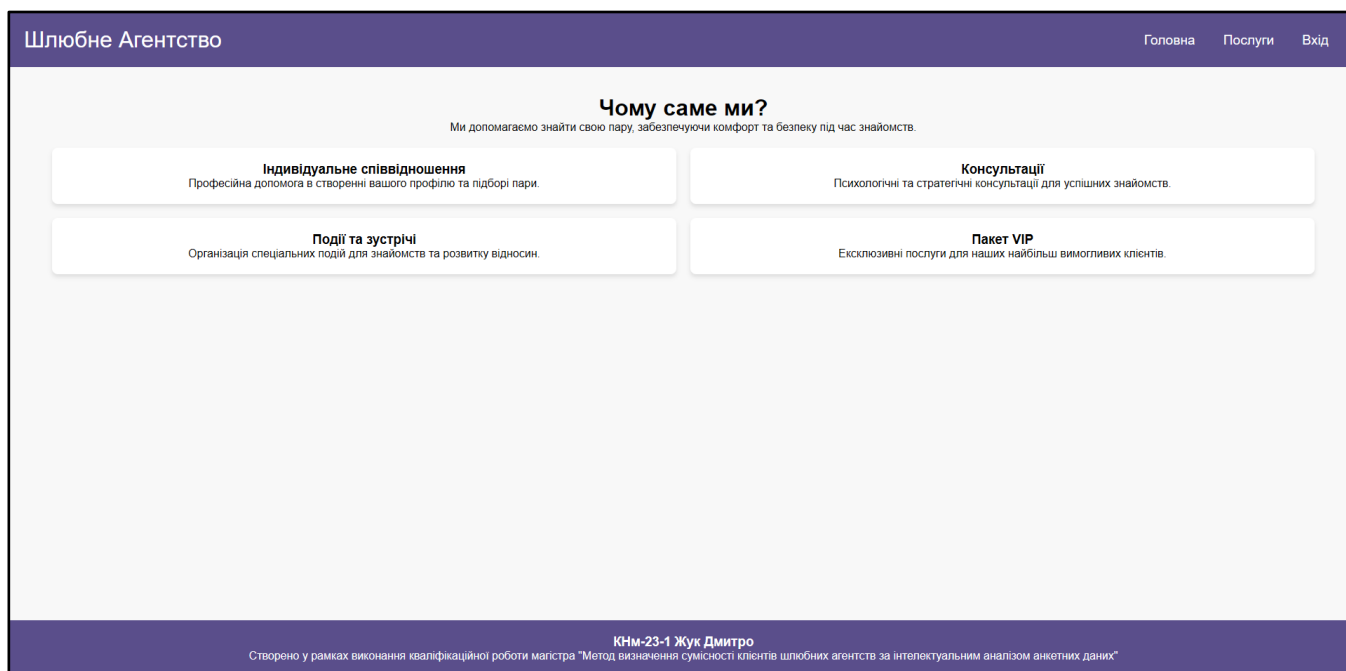 Шлюбне Агентство
Головна Послуги Вхід
Чому саме ми?
Ми допомагаємо знайти свою пару, забезпечуючи комфорт та безпеку під час знайомств.
Індивідуальне співвідношення
Професійна допомога в створенні вашого профілю та підборі пари.
Консультації
Психологічні та стратегічні консультації для успішних знайомств.
Події та зустрічі
Організація спеціальних подій для знайомств та розвитку відносин.
Пакет VIP
Ексклюзивні послуги для наших найбільш вимогливих клієнтів.
КНм-23-1 Жук Дмитро
Створено у рамках виконання кваліфікаційної роботи магістра "Метод визначення сумісності клієнтів шлюбних агентств за інтелектуальним аналізом анкетних даних"